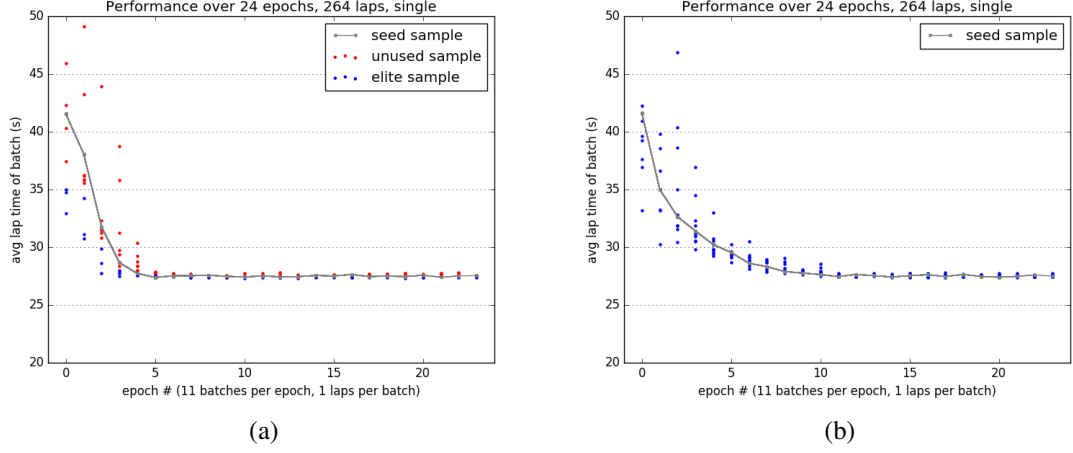 Performance over 24 epochs, 264 laps, single
50
45
40
35
30
25
20
avg lap time of batch (s)
seed sample
unused sample
elite sample
0
5
10
15
20
epoch # (11 batches per epoch, 1 laps per batch)
(a)
Performance over 24 epochs, 264 laps, single
50
45
40
35
30
25
20
avg lap time of batch (s)
seed sample
0
5
10
15
20
epoch # (11 batches per epoch, 1 laps per batch)
(b)